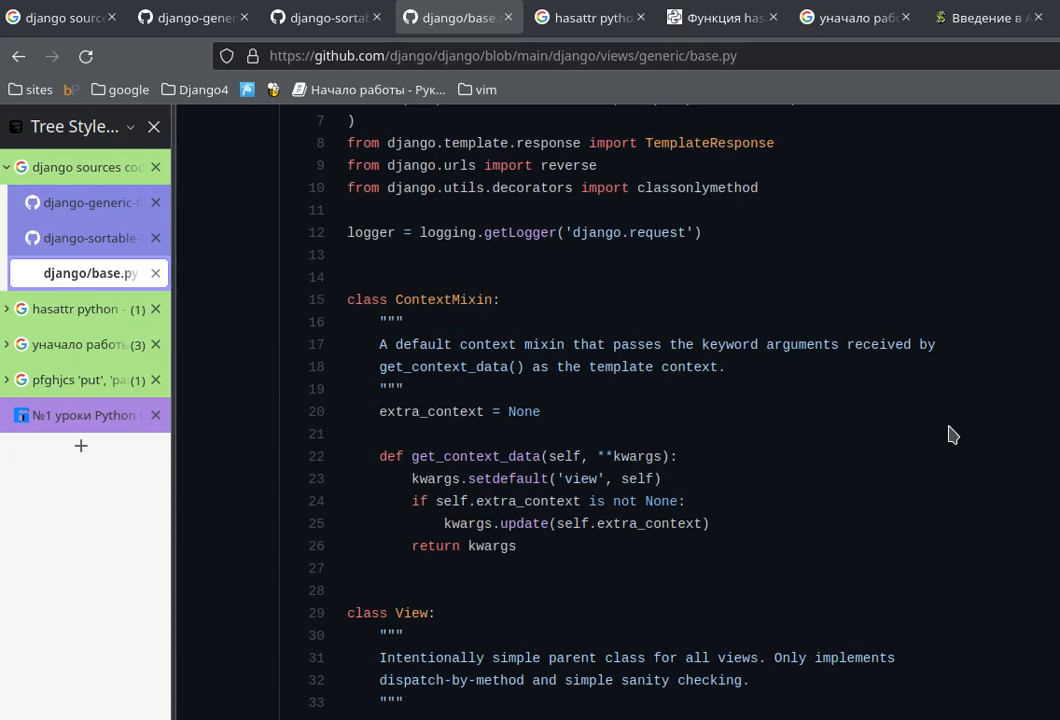 django sources
django-gener
django-sorta
django/base.
hasattr pytho
Функция has
уначало рабо
Введение в A
https://github.com/django/django/blob/main/django/views/generic/base.py
sites
bP
google
Django4
Начало работы - Рук...
vim
Tree Style...
django sources cod
django-generic-fi
django-sortable-
django/base.py
hasattr python - (1)
уначало работы (3)
pfghjcs 'put', 'pa (1)
№1 уроки Python
7 )
8 from django.template.response import TemplateResponse
9 from django.urls import reverse
10 from django.utils.decorators import classonlymethod
11
12 logger = logging.getLogger('django.request')
13
14
15 class ContextMixin:
16 """
17 A default context mixin that passes the keyword arguments received by
18 get_context_data() as the template context.
19 """
20 extra_context = None
21
22 def get_context_data(self, **kwargs):
23 kwargs.setdefault('view', self)
24 if self.extra_context is not None:
25 kwargs.update(self.extra_context)
26 return kwargs
27
28
29 class View:
30 """
31 Intentionally simple parent class for all views. Only implements
32 dispatch-by-method and simple sanity checking.
33 """